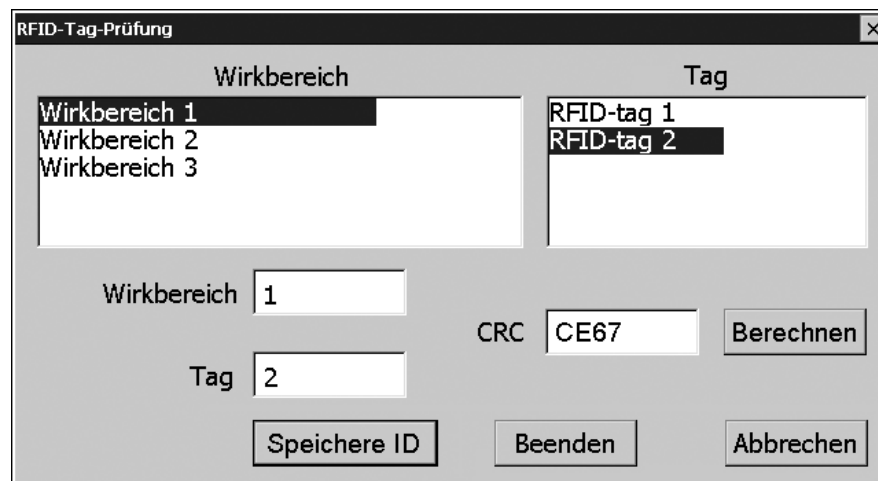 RFID-Tag-Prüfung
Wirkbereich
Tag
Wirkbereich 1
Wirkbereich 2
Wirkbereich 3
RFID-tag 1
RFID-tag 2
Wirkbereich 1
CRC CE67 Berechnen
Tag 2
Speichere ID Beenden Abbrechen